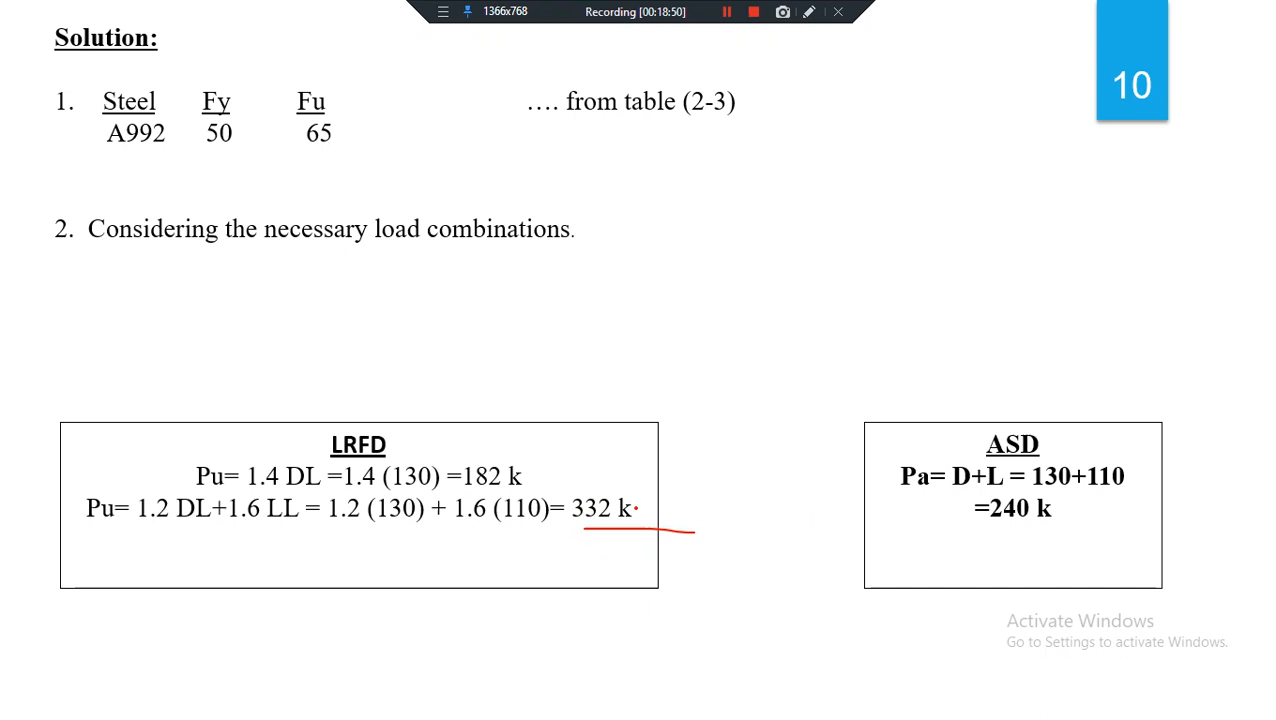 1366x768 Recording [00:18:50]
Solution:
10
1. Steel Fy Fu …. from table (2-3)
A992 50 65
2. Considering the necessary load combinations.
LRFD
Pu= 1.4 DL =1.4 (130) =182 k
Pu= 1.2 DL+1.6 LL = 1.2 (130) + 1.6 (110)= 332 k
ASD
Pa= D+L = 130+110
=240 k
Activate Windows
Go to Settings to activate Windows.